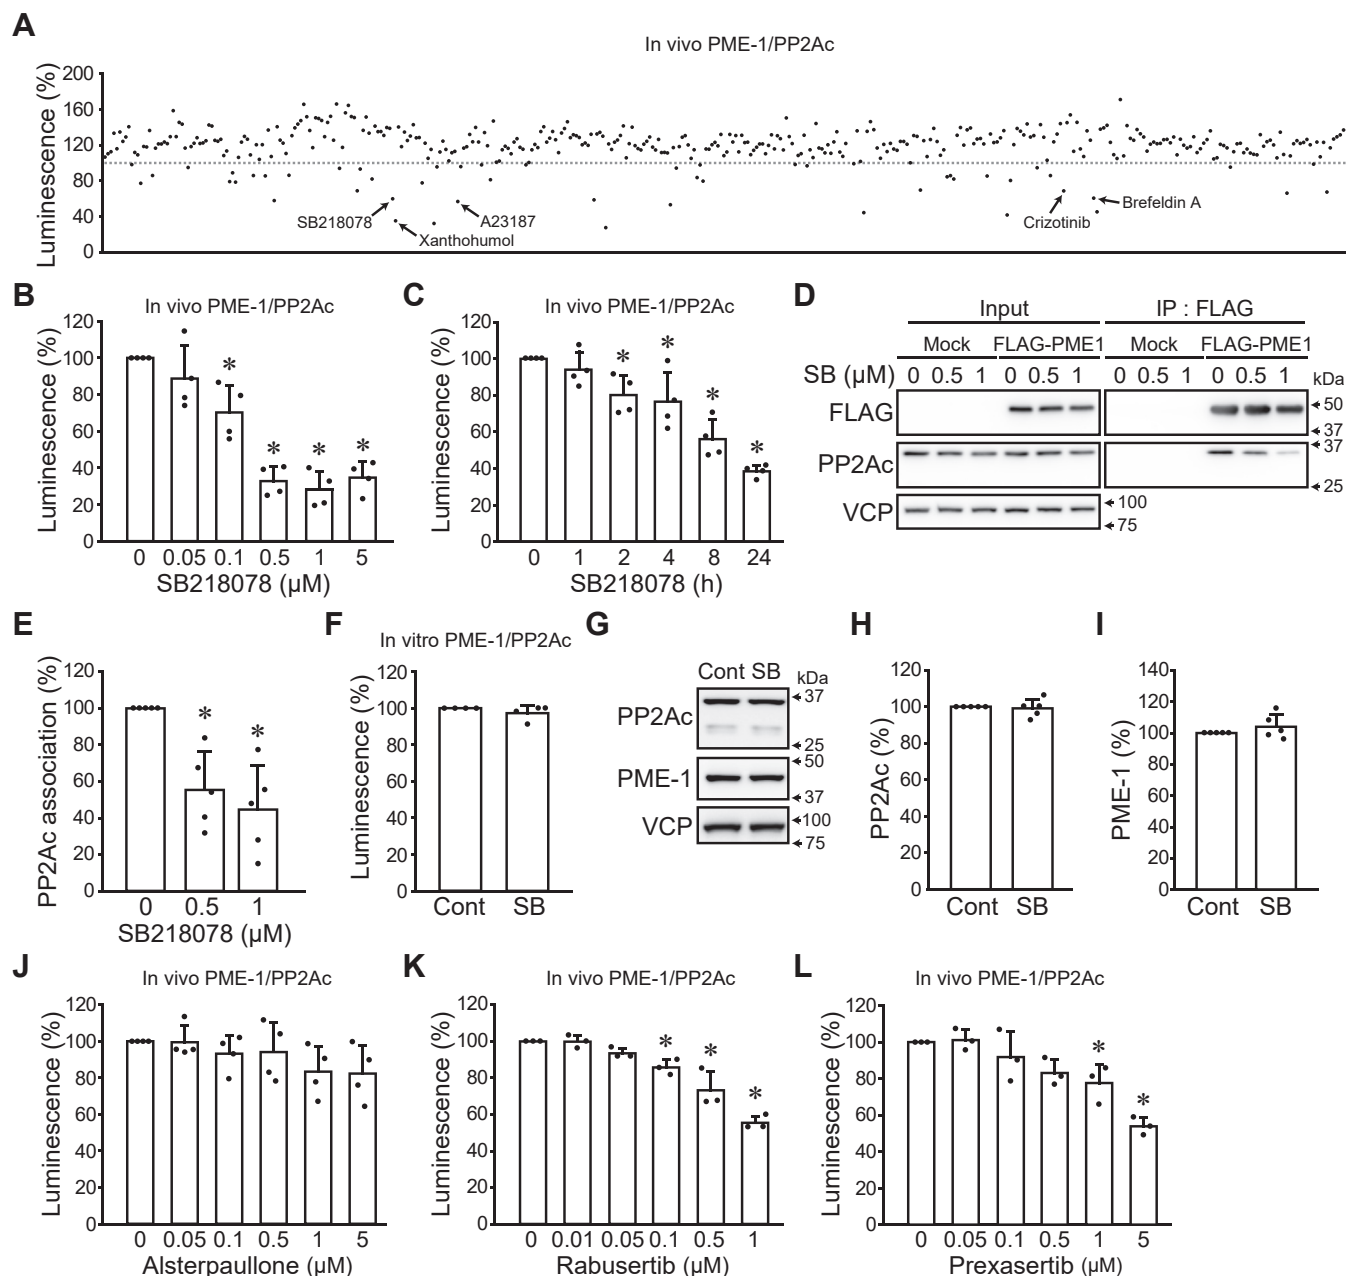 A
In vivo PME-1/PP2Ac
Luminescence (%)
200
160
120
80
40
0
SB218078
Xanthohumol
A23187
Crizotinib
Brefeldin A
B
In vivo PME-1/PP2Ac
Luminescence (%)
120
100
80
60
40
20
0
0 0.05 0.1 0.5 1 5
SB218078 (µM)
* * * *
C
In vivo PME-1/PP2Ac
Luminescence (%)
120
100
80
60
40
20
0
0 1 2 4 8 24
SB218078 (h)
* * * *
D
Input IP : FLAG
Mock FLAG-PME1 Mock FLAG-PME1
SB (µM) 0 0.5 1 0 0.5 1 0 0.5 1 0 0.5 1 kDa
FLAG 50
37
PP2Ac 37
25
VCP 100
75
E
PP2Ac association (%)
120
100
80
60
40
20
0
0 0.5 1
SB218078 (µM)
* *
F
In vitro PME-1/PP2Ac
Luminescence (%)
120
100
80
60
40
20
0
Cont SB
G
Cont SB kDa
PP2Ac 37
25
PME-1 50
37
VCP 100
75
H
PP2Ac (%)
120
100
80
60
40
20
0
Cont SB
I
PME-1 (%)
140
120
100
80
60
40
20
0
Cont SB
J
In vivo PME-1/PP2Ac
Luminescence (%)
120
100
80
60
40
20
0
0 0.05 0.1 0.5 1 5
Alsterpaullone (µM)
K
In vivo PME-1/PP2Ac
Luminescence (%)
120
100
80
60
40
20
0
0 0.01 0.05 0.1 0.5 1
Rabusertib (µM)
* * *
L
In vivo PME-1/PP2Ac
Luminescence (%)
120
100
80
60
40
20
0
0 0.05 0.1 0.5 1 5
Prexasertib (µM)
* *